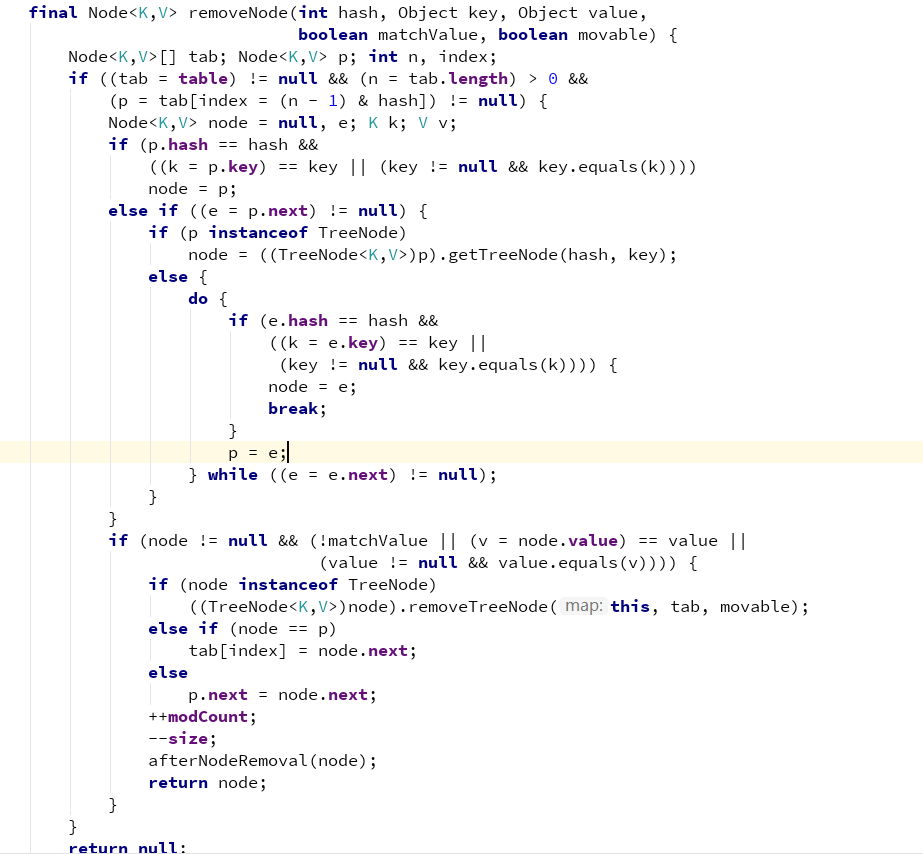 final Node<K,V> removeNode(int hash, Object key, Object value,
                           boolean matchValue, boolean movable) {
    Node<K,V>[] tab; Node<K,V> p; int n, index;
    if ((tab = table) != null && (n = tab.length) > 0 &&
        (p = tab[index = (n - 1) & hash]) != null) {
        Node<K,V> node = null, e; K k; V v;
        if (p.hash == hash &&
            ((k = p.key) == key || (key != null && key.equals(k))))
            node = p;
        else if ((e = p.next) != null) {
            if (p instanceof TreeNode)
                node = ((TreeNode<K,V>)p).getTreeNode(hash, key);
            else {
                do {
                    if (e.hash == hash &&
                        ((k = e.key) == key ||
                         (key != null && key.equals(k)))) {
                        node = e;
                        break;
                    }
                    p = e;
                } while ((e = e.next) != null);
            }
        }
        if (node != null && (!matchValue || (v = node.value) == value ||
                             (value != null && value.equals(v)))) {
            if (node instanceof TreeNode)
                ((TreeNode<K,V>)node).removeTreeNode( map: this, tab, movable);
            else if (node == p)
                tab[index] = node.next;
            else
                p.next = node.next;
            ++modCount;
            --size;
            afterNodeRemoval(node);
            return node;
        }
    }
    return null;